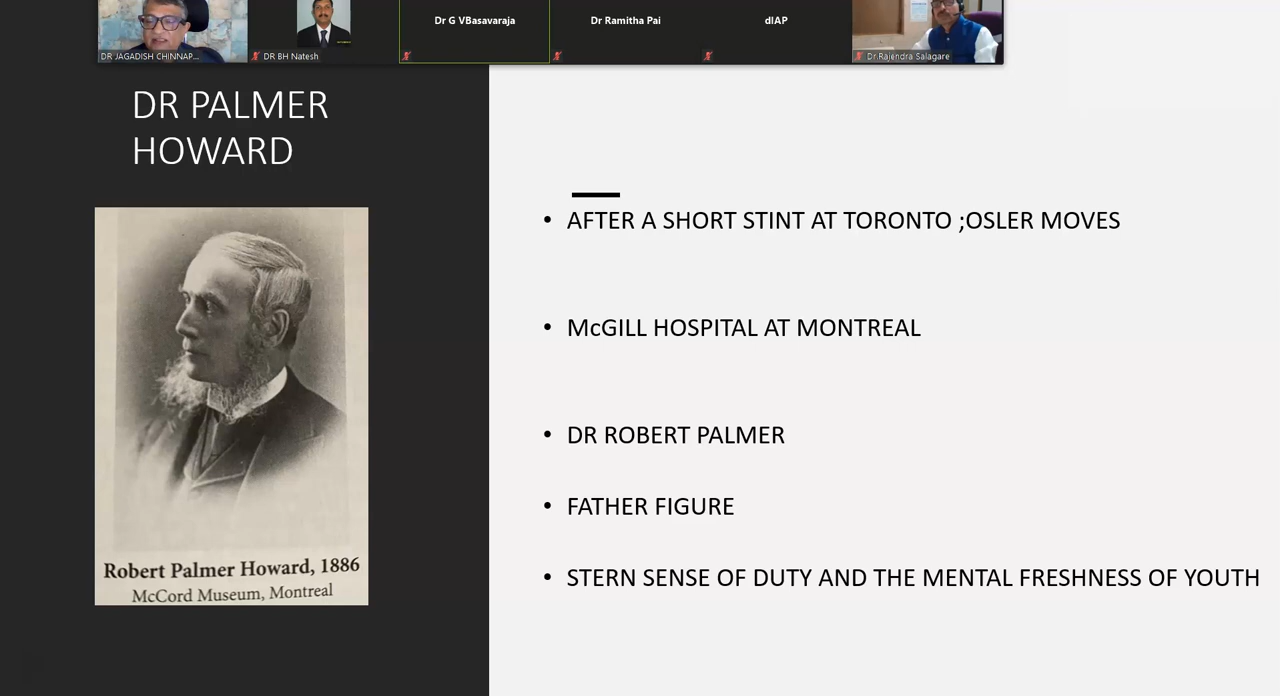 DR JAGADISH CHINNAP...
DR BH Natesh
Dr G VBasavaraja
Dr Ramitha Pai
dIAP
Dr.Rajendra Salagare
DR PALMER
HOWARD
Robert Palmer Howard, 1886
McCord Museum, Montreal
• AFTER A SHORT STINT AT TORONTO ;OSLER MOVES
• McGILL HOSPITAL AT MONTREAL
• DR ROBERT PALMER
• FATHER FIGURE
• STERN SENSE OF DUTY AND THE MENTAL FRESHNESS OF YOUTH